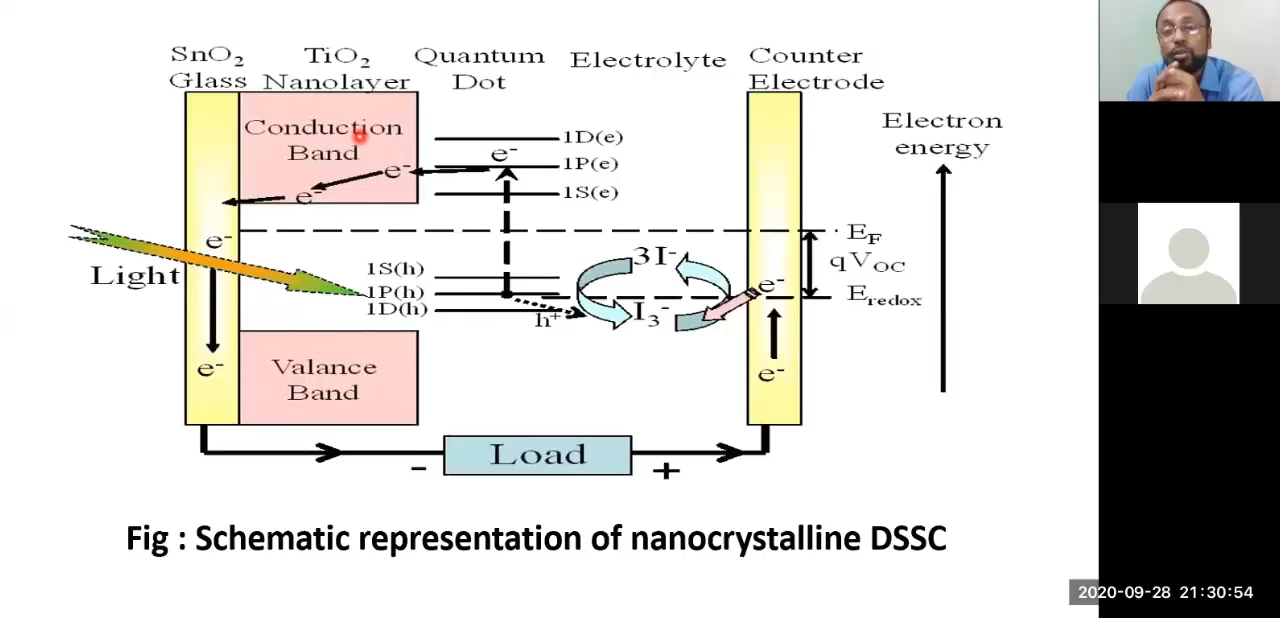 SnO₂ Glass
TiO₂ Nanolayer
Quantum Dot
Electrolyte
Counter Electrode
Conduction Band
1D(e)
e⁻ 1P(e)
e⁻
e⁻ 1S(e)
Electron energy
e⁻
E_F
Light
1S(h)
3I⁻
qVoc
1P(h)
e⁻
E_redox
1D(h)
h⁺
I₃⁻
e⁻
Valance Band
e⁻
Load
- +
Fig : Schematic representation of nanocrystalline DSSC
2020-09-28 21:30:54